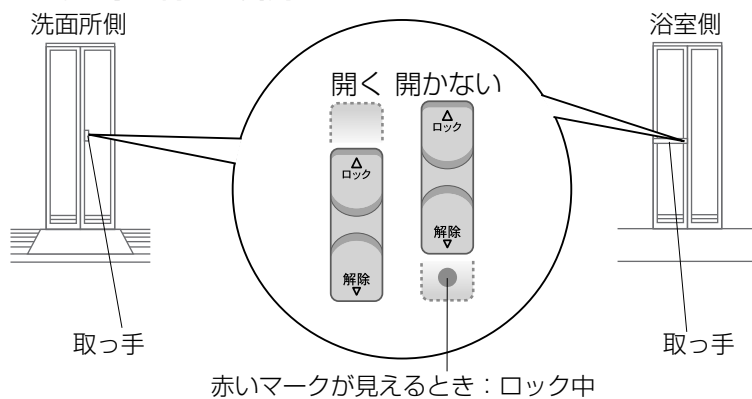 洗面所側
浴室側
開く 開かない
△
ロック
解除
▽
△
ロック
解除
▽
取っ手
取っ手
赤いマークが見えるとき：ロック中